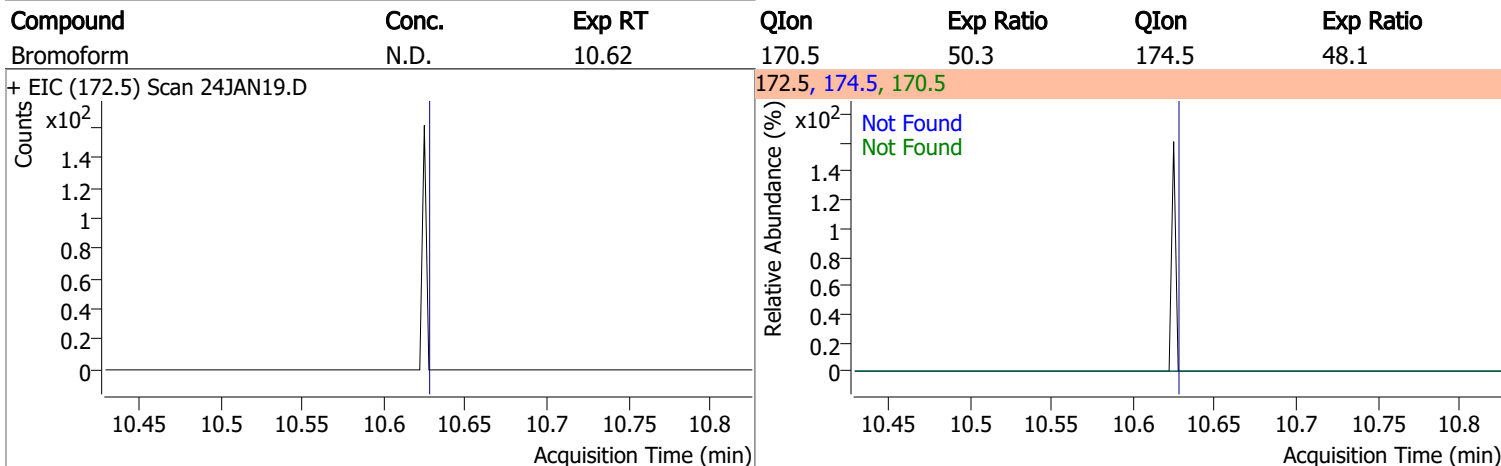 Compound Conc. Exp RT QIon Exp Ratio QIon Exp Ratio
Bromoform N.D. 10.62 170.5 50.3 174.5 48.1
+ EIC (172.5) Scan 24JAN19.D
Counts
x10²
1.4
1.2
1
0.8
0.6
0.4
0.2
0
10.45 10.5 10.55 10.6 10.65 10.7 10.75 10.8
Acquisition Time (min)
172.5, 174.5, 170.5
Relative Abundance (%)
x10²
Not Found
Not Found
1.4
1.2
1
0.8
0.6
0.4
0.2
0
10.45 10.5 10.55 10.6 10.65 10.7 10.75 10.8
Acquisition Time (min)